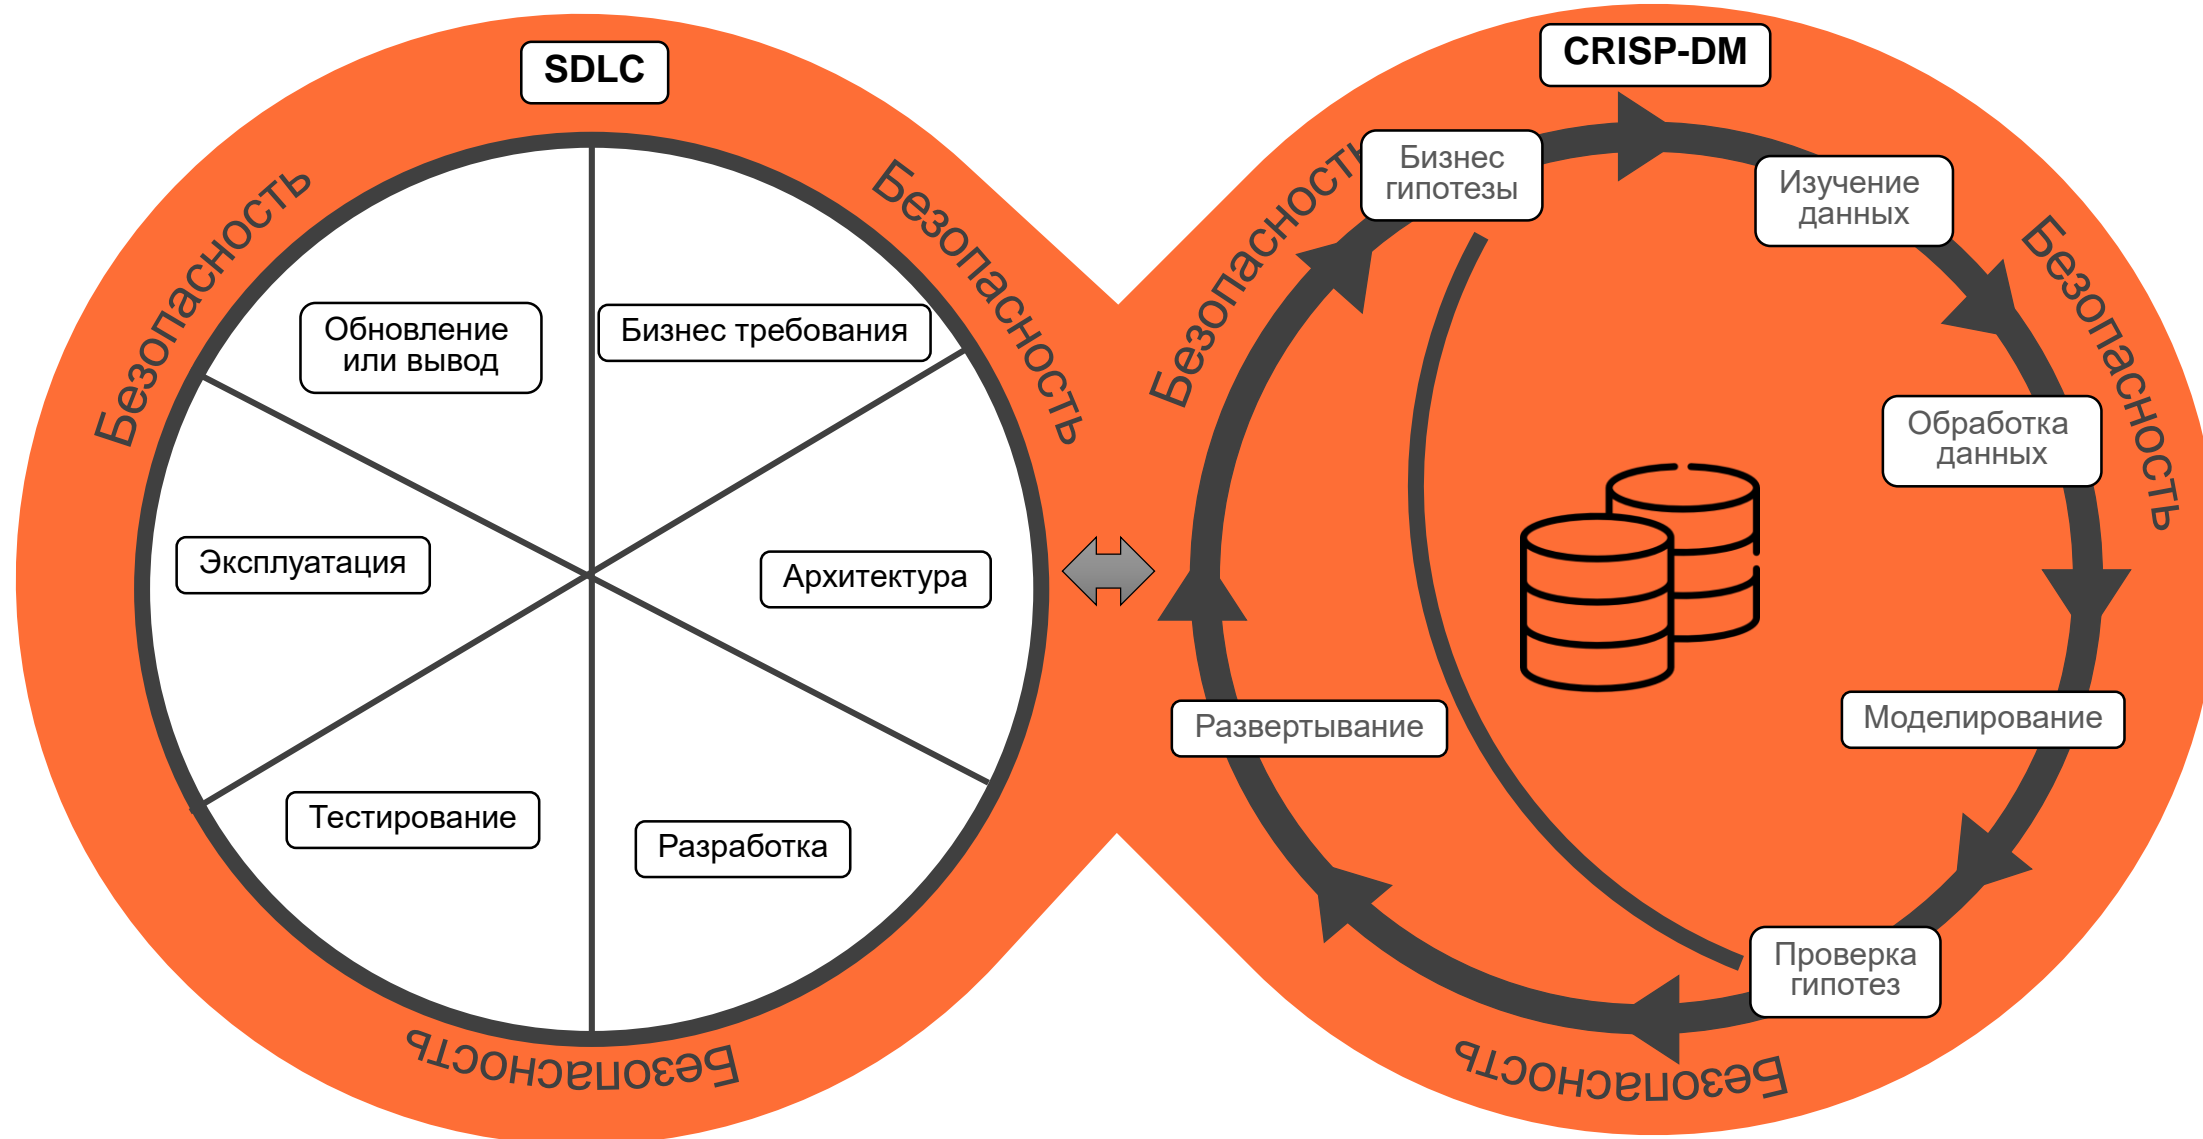 SDLC
Безопасность
Безопасность
Обновление
или вывод
Бизнес требования
Эксплуатация
Архитектура
Тестирование
Разработка
Безопасность
CRISP-DM
Безопасность
Бизнес
гипотезы
Изучение
данных
Безопасность
Обработка
данных
Развертывание
Моделирование
Проверка
гипотез
Безопасность